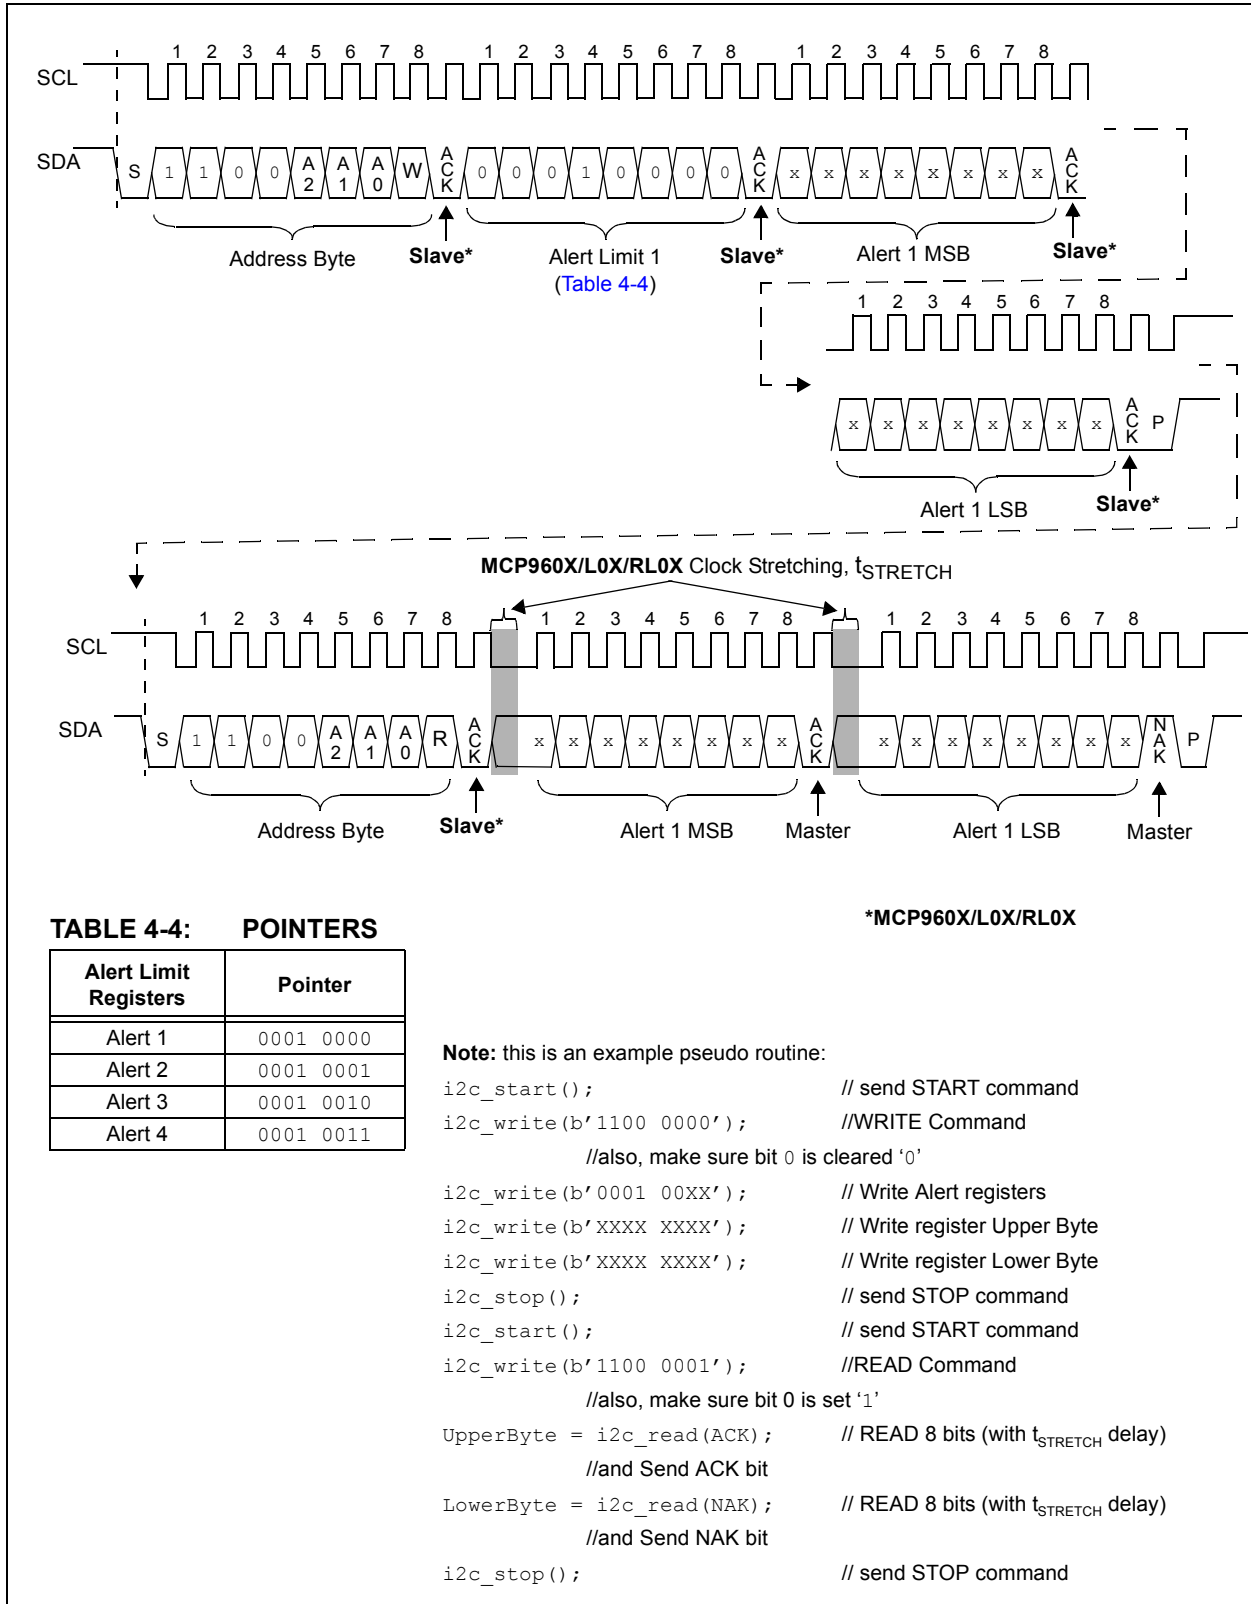 1 2 3 4 5 6 7 8 1 2 3 4 5 6 7 8 1 2 3 4 5 6 7 8
SCL
SDA S 1 1 0 0 A2 A1 A0 W ACK 0 0 0 1 0 0 0 0 ACK x x x x x x x x ACK
Address Byte Slave* Alert Limit 1 Slave* Alert 1 MSB Slave*
(Table 4-4)
1 2 3 4 5 6 7 8
x x x x x x x x ACK P
Alert 1 LSB Slave*
MCP960X/L0X/RL0X Clock Stretching, tSTRETCH
1 2 3 4 5 6 7 8 1 2 3 4 5 6 7 8 1 2 3 4 5 6 7 8
SCL
SDA S 1 1 0 0 A2 A1 A0 R ACK x x x x x x x x ACK x x x x x x x x NAK P
Address Byte Slave* Alert 1 MSB Master Alert 1 LSB Master
*MCP960X/L0X/RL0X
TABLE 4-4: POINTERS
Alert Limit Registers Pointer
Alert 1 0001 0000
Alert 2 0001 0001
Alert 3 0001 0010
Alert 4 0001 0011
Note: this is an example pseudo routine:
i2c_start(); // send START command
i2c_write(b'1100 0000'); //WRITE Command
//also, make sure bit 0 is cleared ‘0’
i2c_write(b'0001 00XX'); // Write Alert registers
i2c_write(b'XXXX XXXX'); // Write register Upper Byte
i2c_write(b'XXXX XXXX'); // Write register Lower Byte
i2c_stop(); // send STOP command
i2c_start(); // send START command
i2c_write(b'1100 0001'); //READ Command
//also, make sure bit 0 is set ‘1’
UpperByte = i2c_read(ACK); // READ 8 bits (with tSTRETCH delay)
//and Send ACK bit
LowerByte = i2c_read(NAK); // READ 8 bits (with tSTRETCH delay)
//and Send NAK bit
i2c_stop(); // send STOP command